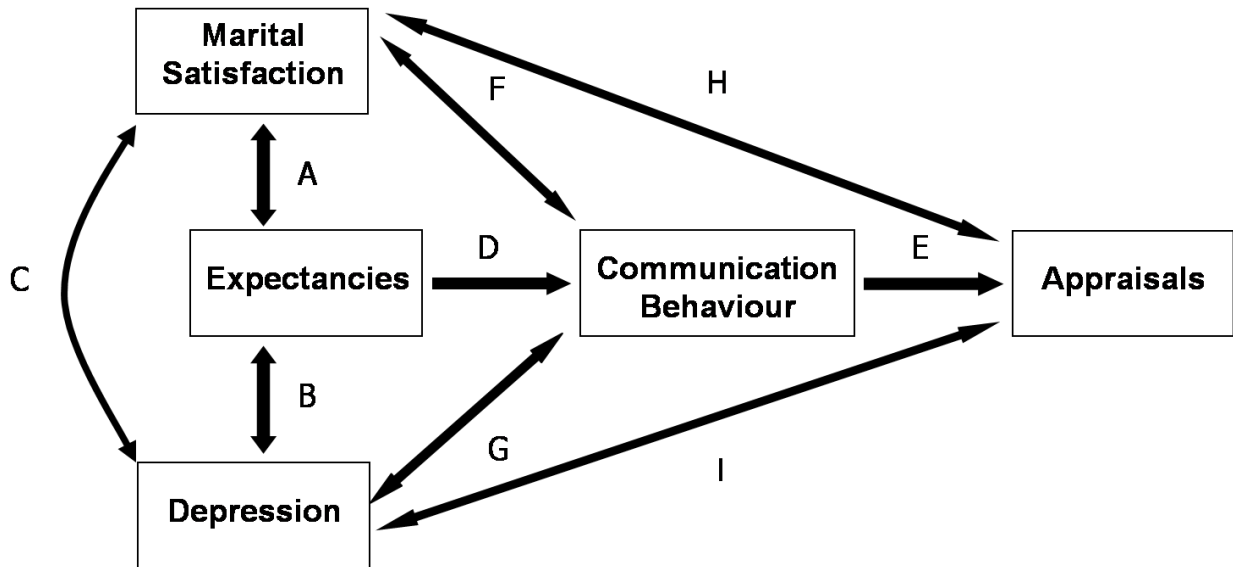 Marital
Satisfaction
F
H
A
C
Expectancies
D
Communication
Behaviour
E
Appraisals
B
G
I
Depression